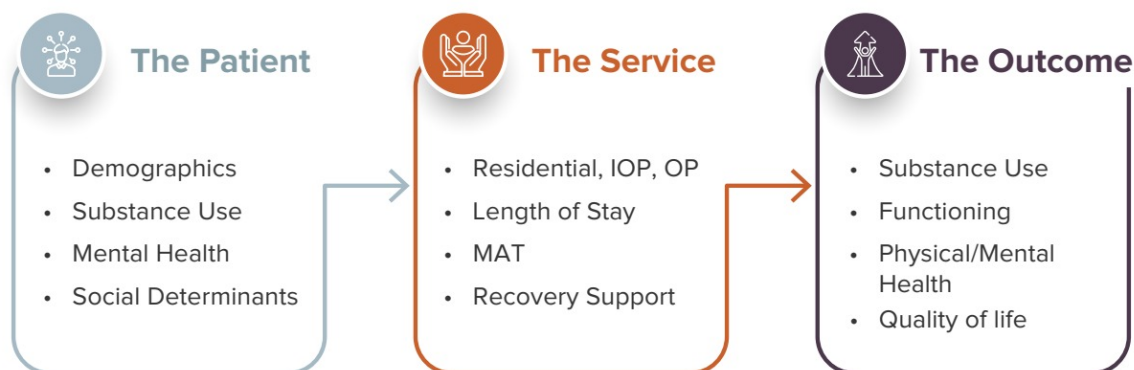 The Patient
• Demographics
• Substance Use
• Mental Health
• Social Determinants
The Service
• Residential, IOP, OP
• Length of Stay
• MAT
• Recovery Support
The Outcome
• Substance Use
• Functioning
• Physical/Mental
Health
• Quality of life